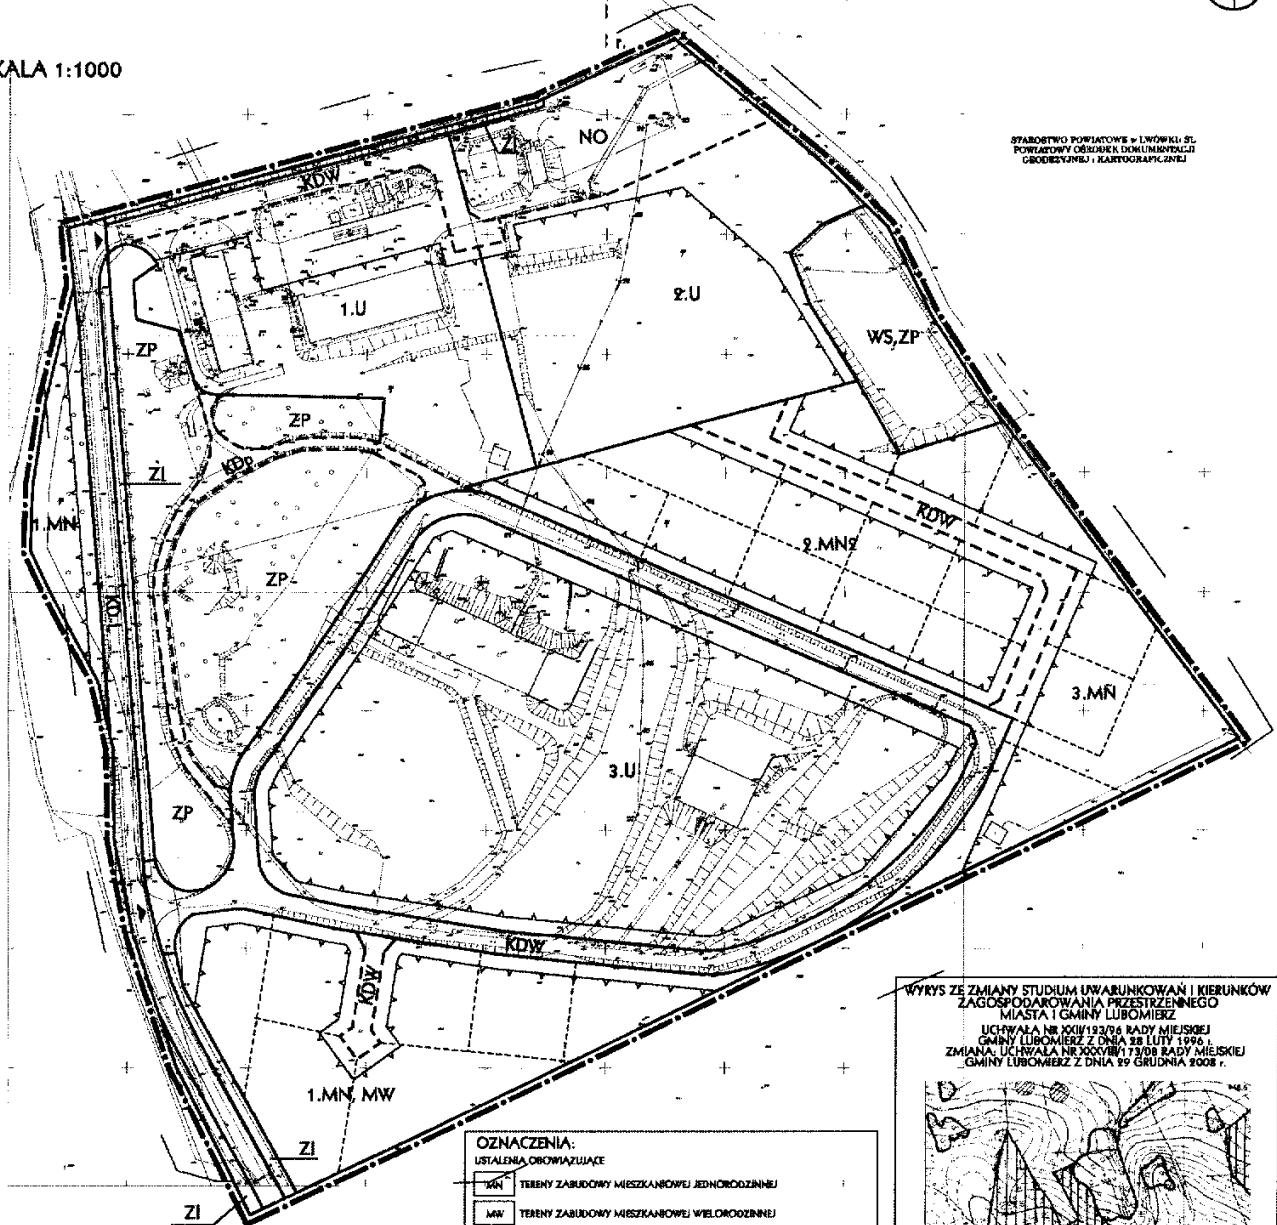 KALA 1:1000
STAROSTWO POWIATOWE w LWÓWKU ŚL.
POWIATOWY OŚRODEK DOKUMENTACJI
GEODEZYJNEJ i KARTOGRAFICZNEJ
NO
ZI
KDW
1.U
2.U
WS,ZP
ZP
ZP
KDp
ZI
1.MN
KDW
2.MN2
ZP
3.MN
3.U
ZP
KDW
KDW
1.MN, MW
ZI
ZI
WYRYS ZE ZMIANY STUDIUM UWARUNKOWAŃ I KIERUNKÓW
ZAGOSPODAROWANIA PRZESTRZENNEGO
MIASTA I GMINY LUBOMIERZ
UCHWAŁA NR XXII/123/96 RADY MIEJSKIEJ
GMINY LUBOMIERZ Z DNIA 28 LUTY 1996 r.
ZMIANA: UCHWAŁA NR XXXVIII/173/08 RADY MIEJSKIEJ
GMINY LUBOMIERZ Z DNIA 29 GRUDNIA 2008 r.
OZNACZENIA:
USTALENIA OBOWIĄZUJĄCE
MN TERENY ZABUDOWY MIESZKANIOWEJ JEDNORODZINNEJ
MW TERENY ZABUDOWY MIESZKANIOWEJ WIELORODZINNEJ